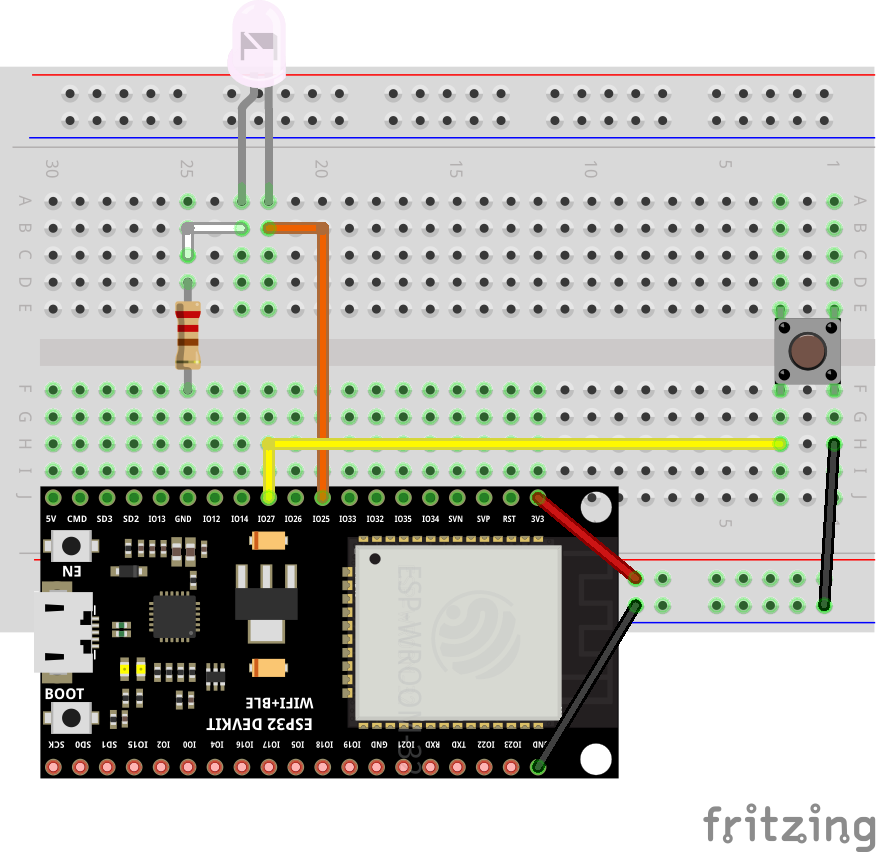 30 25 20 15 10 5 1
A A
B B
C C
D D
E E
F F
G G
H H
I I
J J
5V CMD SD3 SD2 IO13 GND IO12 IO14 IO27 IO26 IO25 IO33 IO32 IO35 IO34 SVN SVP RST 3V3
5
EN
ESP-WROOM-32
BOOT
WIFI+BLE
ESP32 DEVKIT
SCK SD0 SD1 IO15 IO2 IO0 IO4 IO16 IO17 IO5 IO18 IO19 GND IO21 RXD TXD IO22 IO23 GND
fritzing